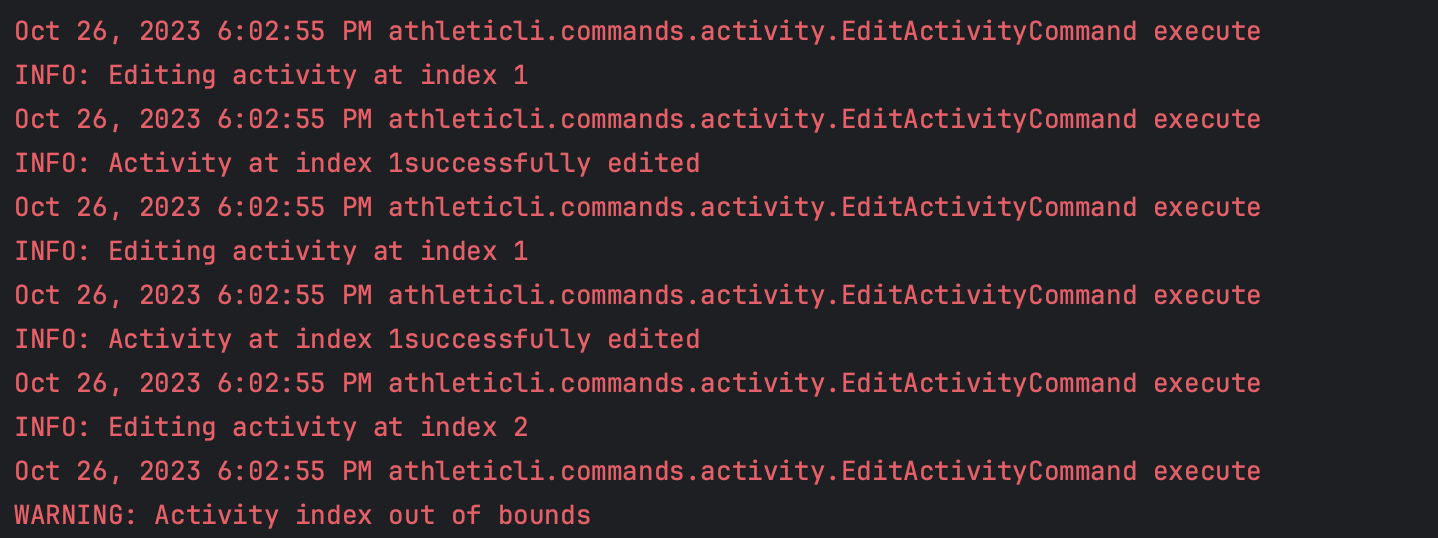 Oct 26, 2023 6:02:55 PM athleticli.commands.activity.EditActivityCommand execute
INFO: Editing activity at index 1
Oct 26, 2023 6:02:55 PM athleticli.commands.activity.EditActivityCommand execute
INFO: Activity at index 1successfully edited
Oct 26, 2023 6:02:55 PM athleticli.commands.activity.EditActivityCommand execute
INFO: Editing activity at index 1
Oct 26, 2023 6:02:55 PM athleticli.commands.activity.EditActivityCommand execute
INFO: Activity at index 1successfully edited
Oct 26, 2023 6:02:55 PM athleticli.commands.activity.EditActivityCommand execute
INFO: Editing activity at index 2
Oct 26, 2023 6:02:55 PM athleticli.commands.activity.EditActivityCommand execute
WARNING: Activity index out of bounds